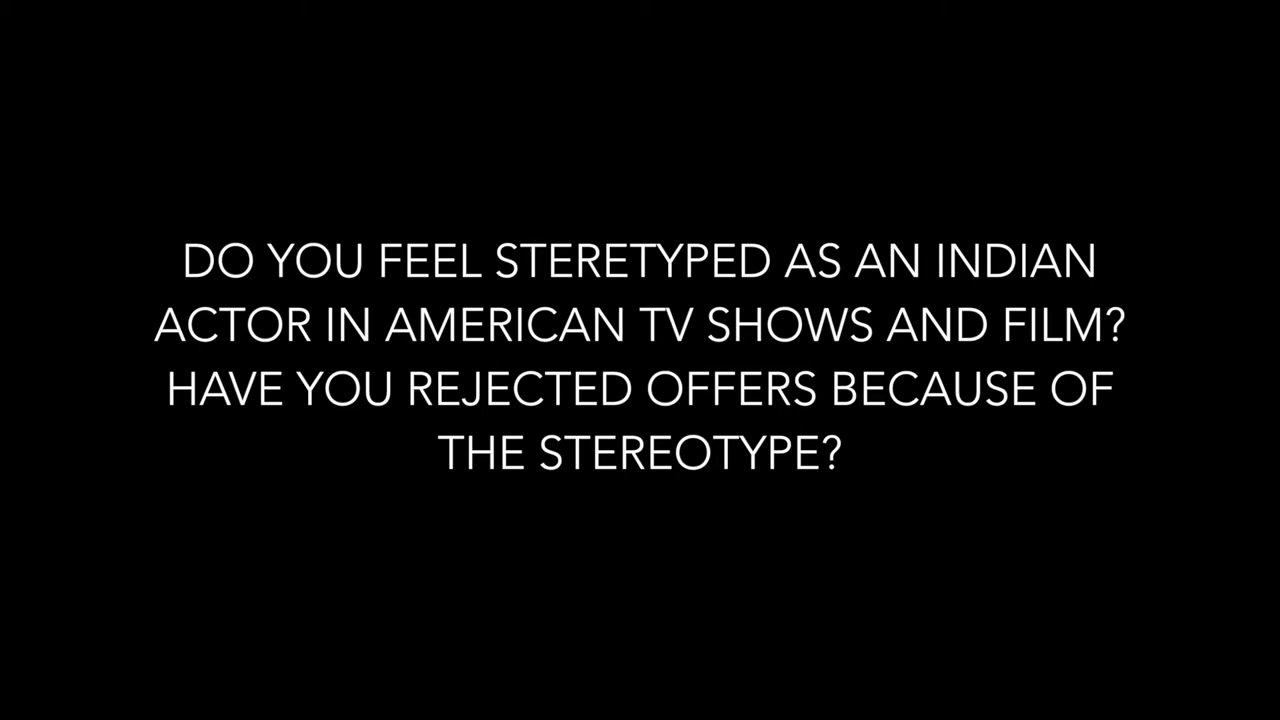 DO YOU FEEL STERETYPED AS AN INDIAN
ACTOR IN AMERICAN TV SHOWS AND FILM?
HAVE YOU REJECTED OFFERS BECAUSE OF
THE STEREOTYPE?